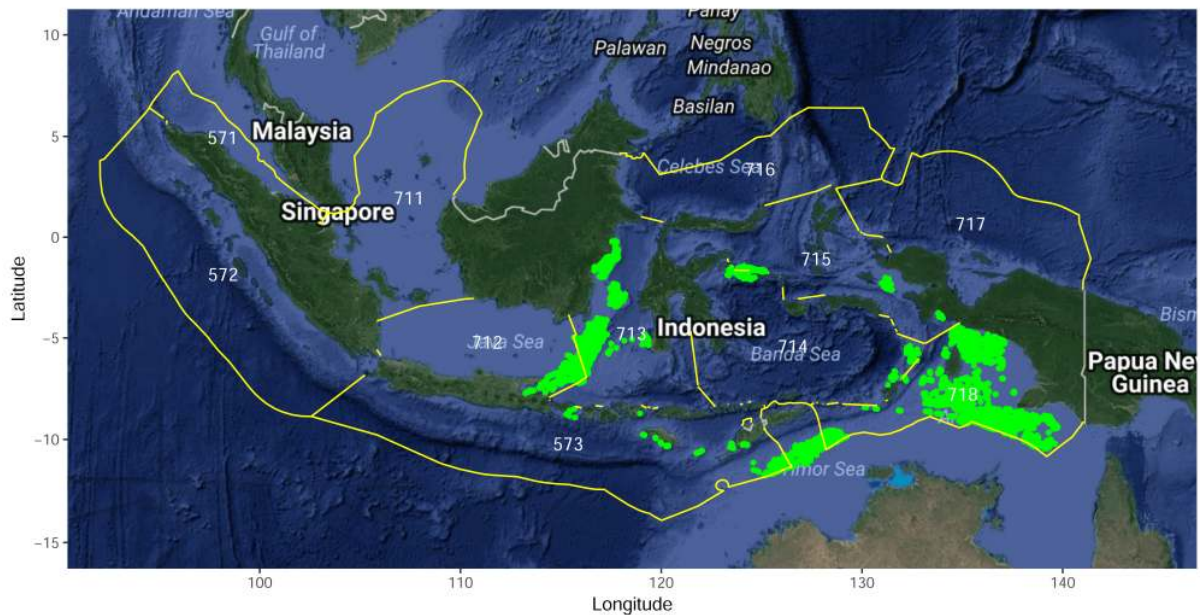 Andaman Sea
Panay
10
Gulf of
Thailand
Palawan
Negros
Mindanao
Basilan
5
571
Malaysia
Celebes Sea
716
711
Singapore
717
0
715
572
Bism
Latitude
-5
Java Sea
712
713
Indonesia
714
Banda Sea
Papua Ne
Guinea
718
-10
573
Timor Sea
-15
100
110
120
130
140
Longitude